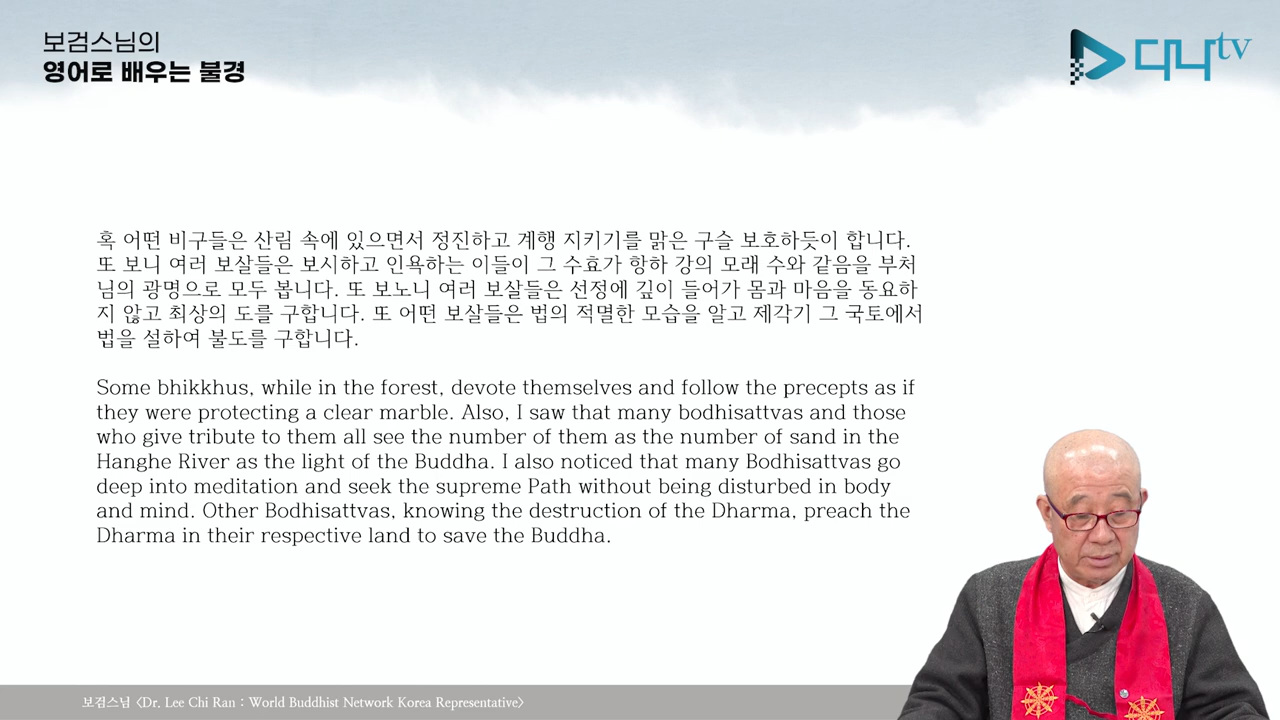 보검스님의
영어로 배우는 불경
디나tv
혹 어떤 비구들은 산림 속에 있으면서 정진하고 계행 지키기를 맑은 구슬 보호하듯이 합니다.
또 보니 여러 보살들은 보시하고 인욕하는 이들이 그 수효가 항하 강의 모래 수와 같음을 부처
님의 광명으로 모두 봅니다. 또 보노니 여러 보살들은 선정에 깊이 들어가 몸과 마음을 동요하
지 않고 최상의 도를 구합니다. 또 어떤 보살들은 법의 적멸한 모습을 알고 제각기 그 국토에서
법을 설하여 불도를 구합니다.
Some bhikkhus, while in the forest, devote themselves and follow the precepts as if
they were protecting a clear marble. Also, I saw that many bodhisattvas and those
who give tribute to them all see the number of them as the number of sand in the
Hanghe River as the light of the Buddha. I also noticed that many Bodhisattvas go
deep into meditation and seek the supreme Path without being disturbed in body
and mind. Other Bodhisattvas, knowing the destruction of the Dharma, preach the
Dharma in their respective land to save the Buddha.
보검스님 <Dr. Lee Chi Ran : World Buddhist Network Korea Representative>